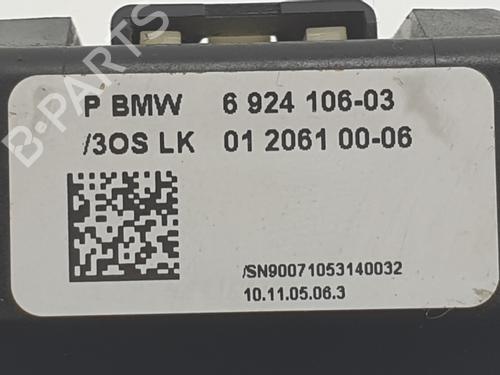 P BMW 6 924 106-03
/3OS LK 01 2061 00-06
/SN90071053140032
10.11.05.06.3
B-PARTS